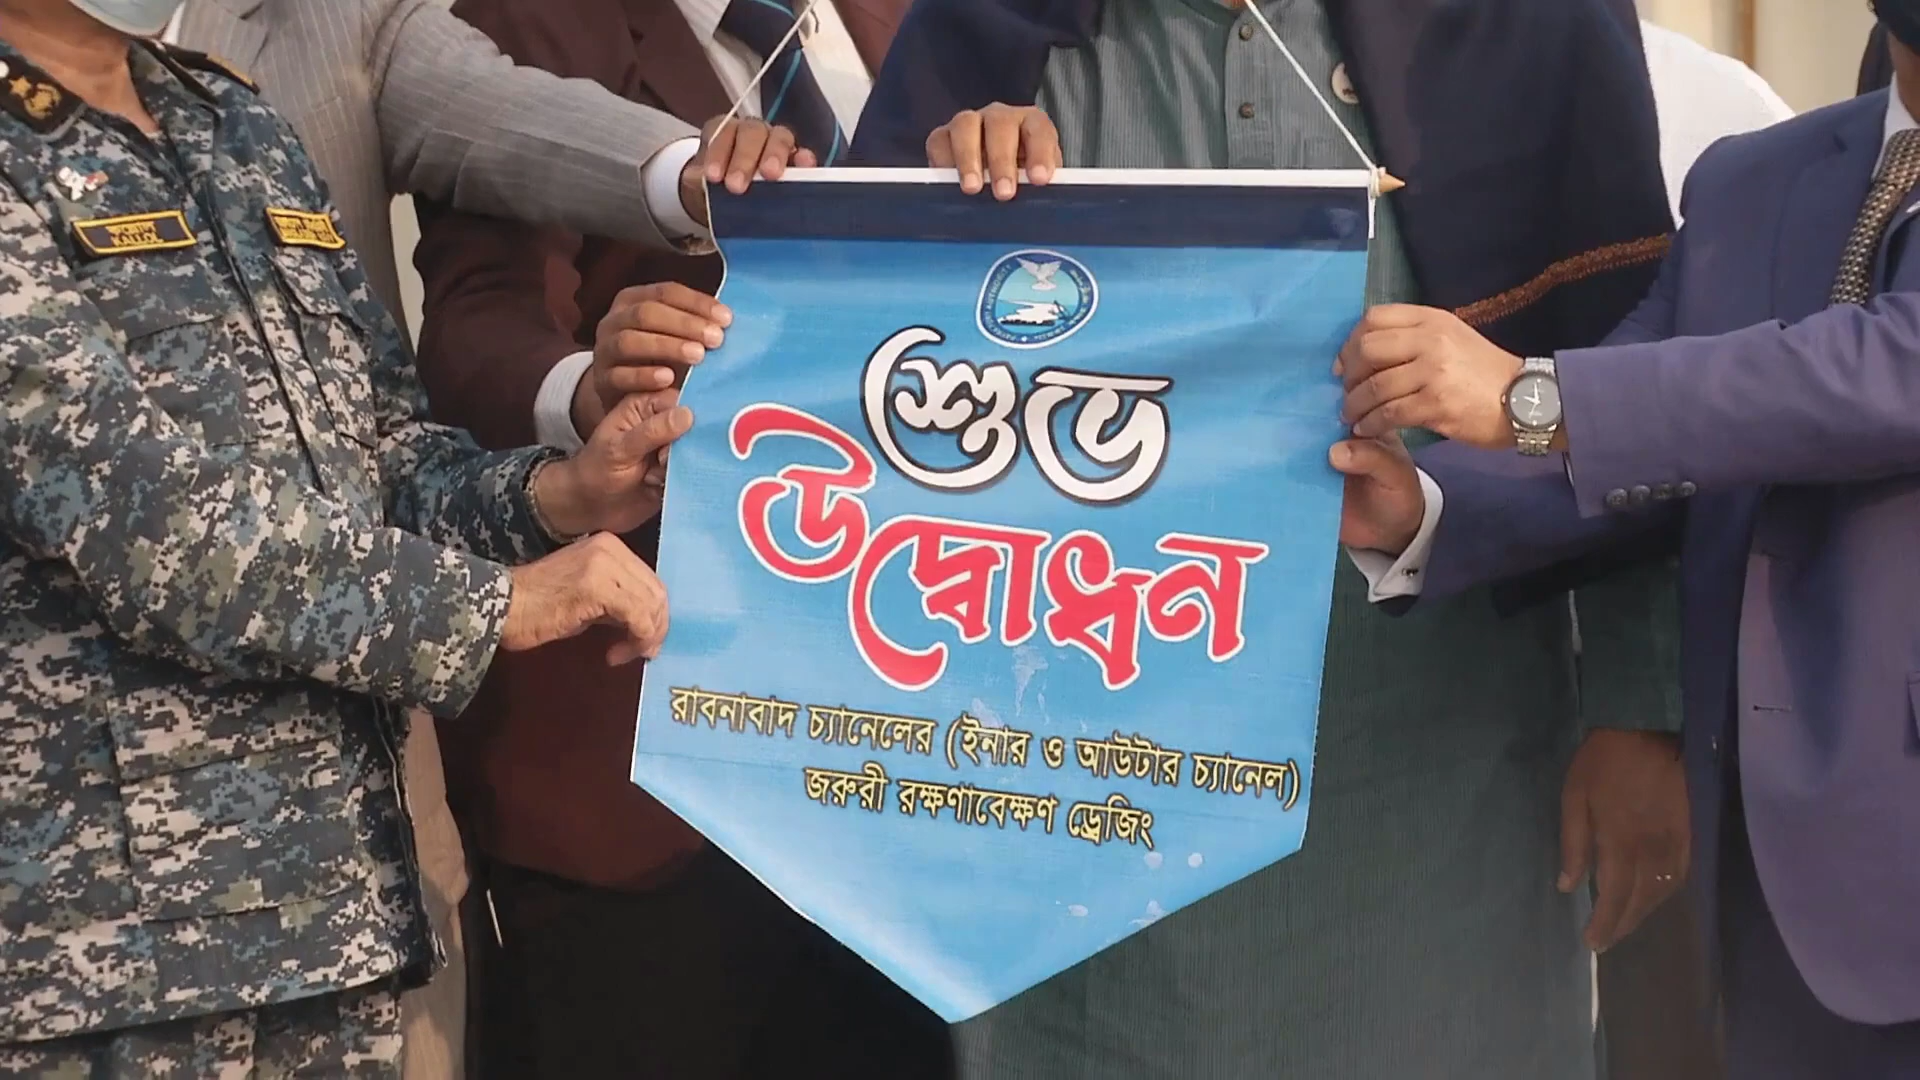 শুভ
উদ্বোধন
রাবনাবাদ চ্যানেলের (ইনার ও আউটার চ্যানেল)
জরুরী রক্ষণাবেক্ষণ ড্রেজিং